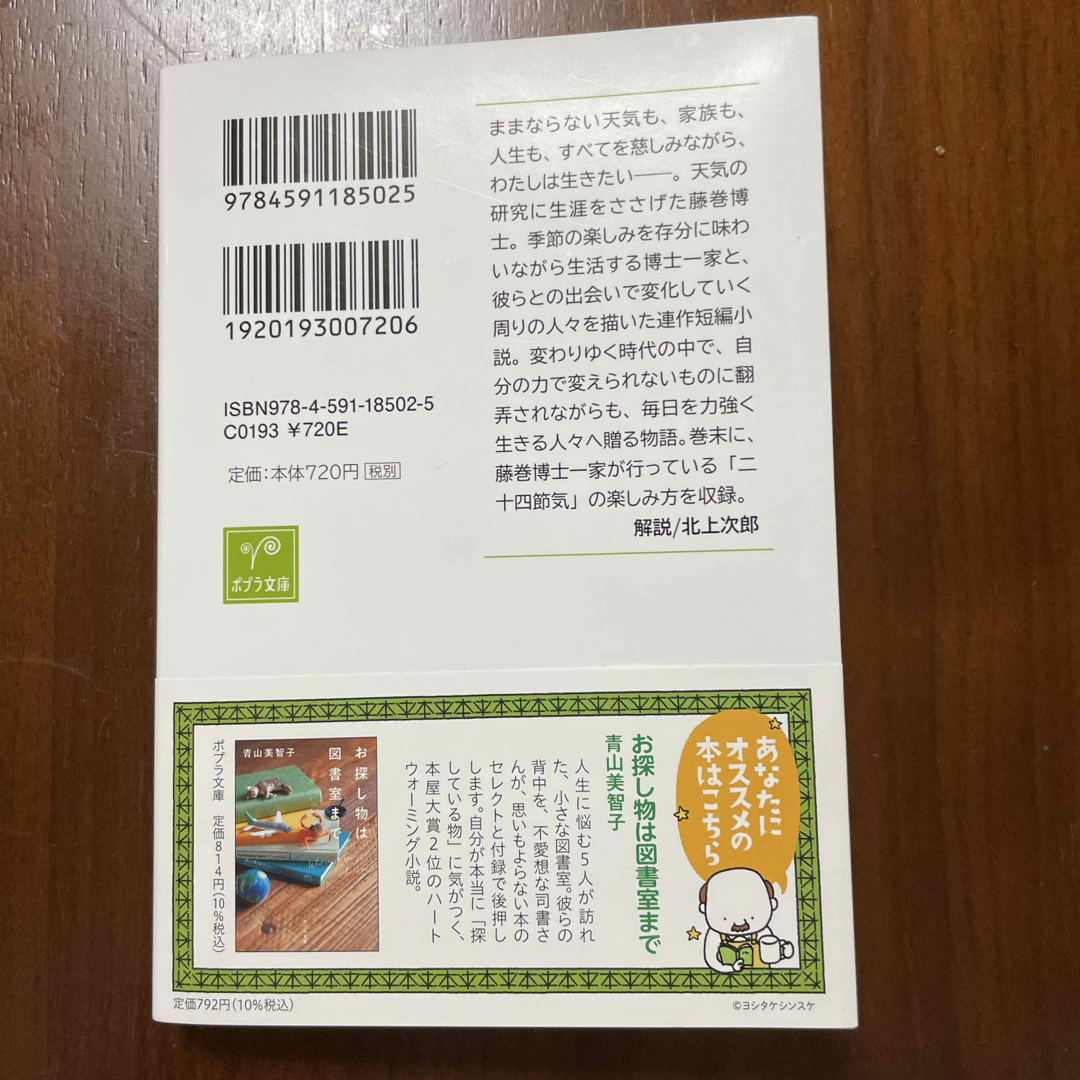 9784591185025
1920193007206
ISBN978-4-591-18502-5
C0193 ¥720E
定価:本体720円 税別
ポプラ文庫
ままならない天気も、家族も、
人生も、すべてを慈しみながら、
わたしは生きたい――。天気の
研究に生涯をささげた藤巻博
士。季節の楽しみを存分に味わ
いながら生活する博士一家と、
彼らとの出会いで変化していく
周りの人々を描いた連作短編小
説。変わりゆく時代の中で、自
分の力で変えられないものに翻
弄されながらも、毎日を力強く
生きる人々へ贈る物語。巻末に、
藤巻博士一家が行っている「二
十四節気」の楽しみ方を収録。
解説/北上次郎
あなたに
オススメの
本はこちら
お探し物は図書室まで
青山美智子
人生に悩む5人が訪れ
た、小さな図書室。彼らの
背中を、不愛想な司書さ
んが、思いもよらない本の
セレクトと付録で後押し
します。自分が本当に「探
している物」に気がつく、
本屋大賞2位のハート
ウォーミング小説。
お探し物は
図書室まで
青山美智子
ポプラ文庫 定価814円(10%税込)
定価792円(10%税込)
©ヨシタケシンスケ